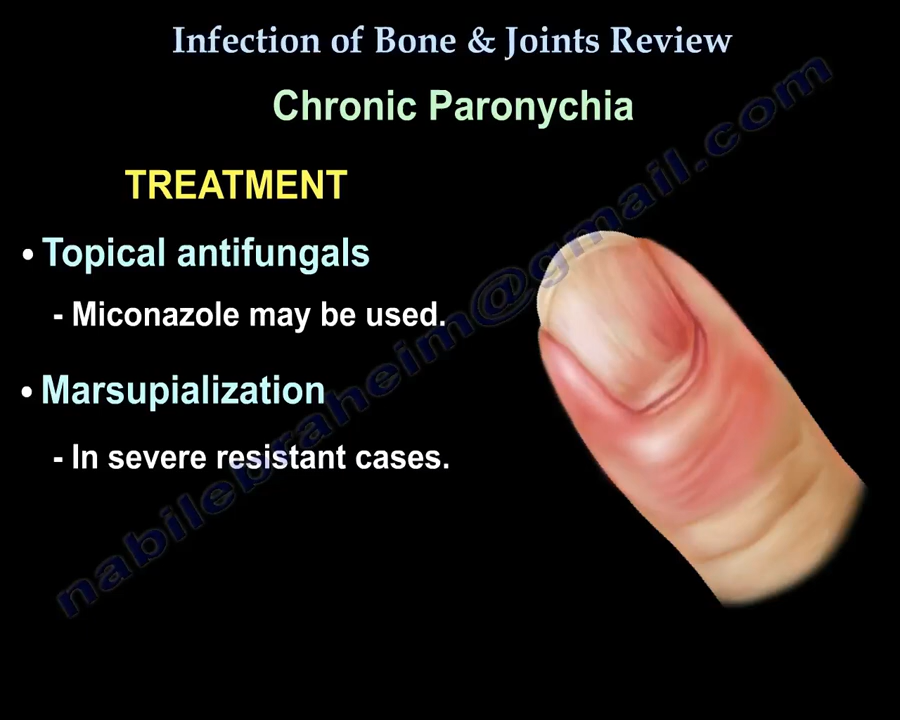 Infection of Bone & Joints Review
Chronic Paronychia
TREATMENT
• Topical antifungals
- Miconazole may be used.
• Marsupialization
- In severe resistant cases.
nabilebraheim@gmail.com